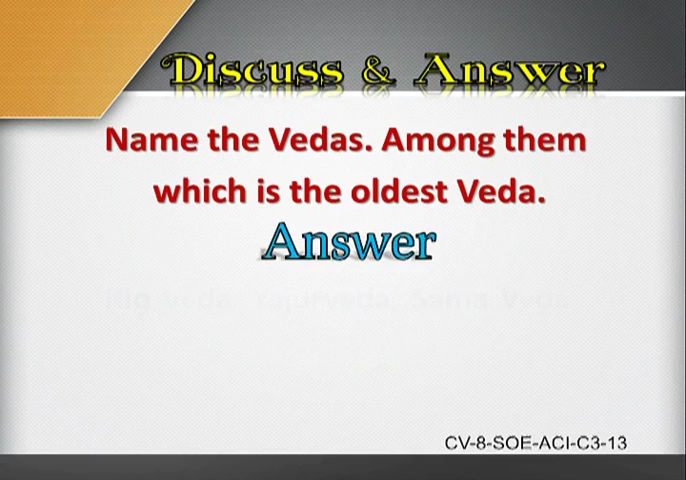 Discuss & Answer
Name the Vedas. Among them
which is the oldest Veda.
Answer
Rig veda, Yajurveda, Sama Veda
CV-8-SOE-ACI-C3-13